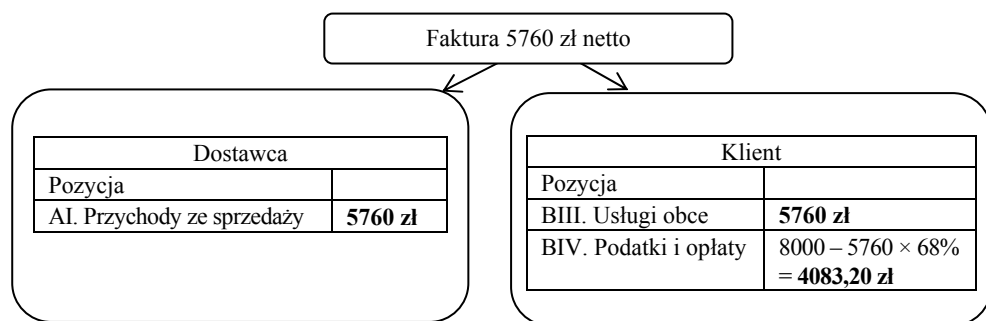 Faktura 5760 zł netto
Dostawca
Pozycja
AI. Przychody ze sprzedaży 5760 zł
Klient
Pozycja
BIII. Usługi obce 5760 zł
BIV. Podatki i opłaty 8000 – 5760 × 68%
= 4083,20 zł